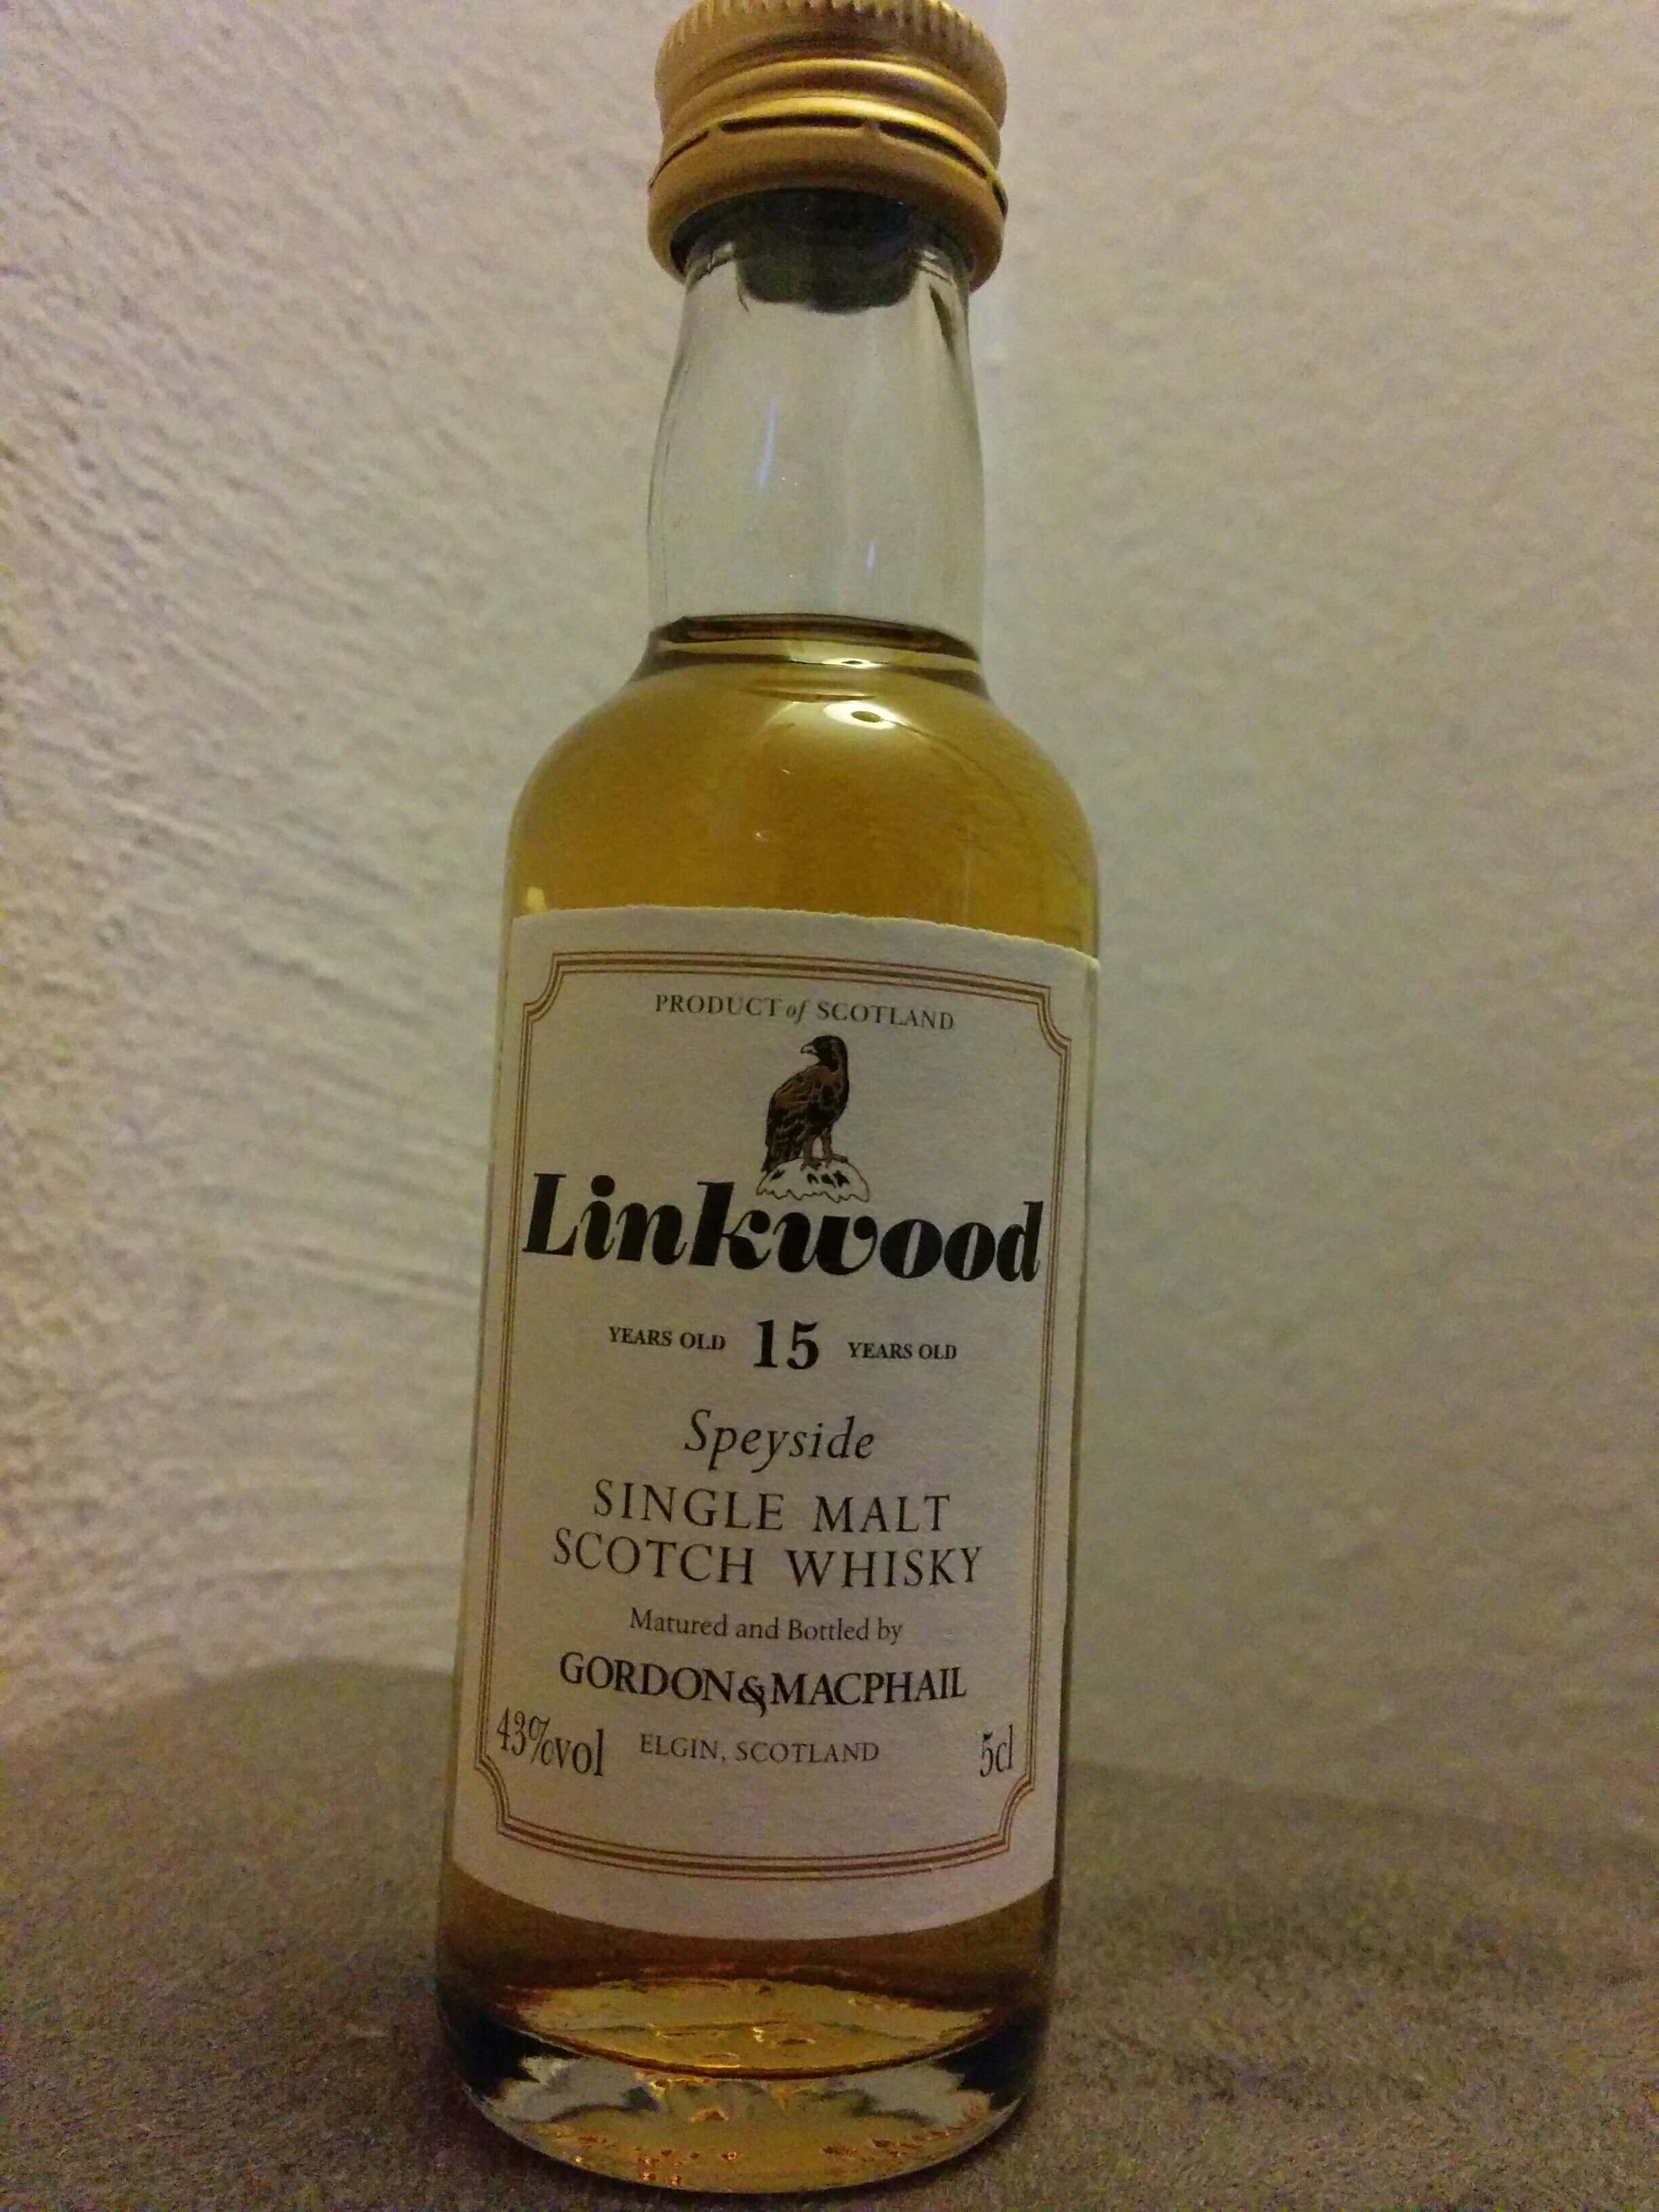 PRODUCT of SCOTLAND
Linkwood
YEARS OLD 15 YEARS OLD
Speyside
SINGLE MALT
SCOTCH WHISKY
Matured and Bottled by
GORDON & MACPHAIL
43%vol ELGIN, SCOTLAND 5cl